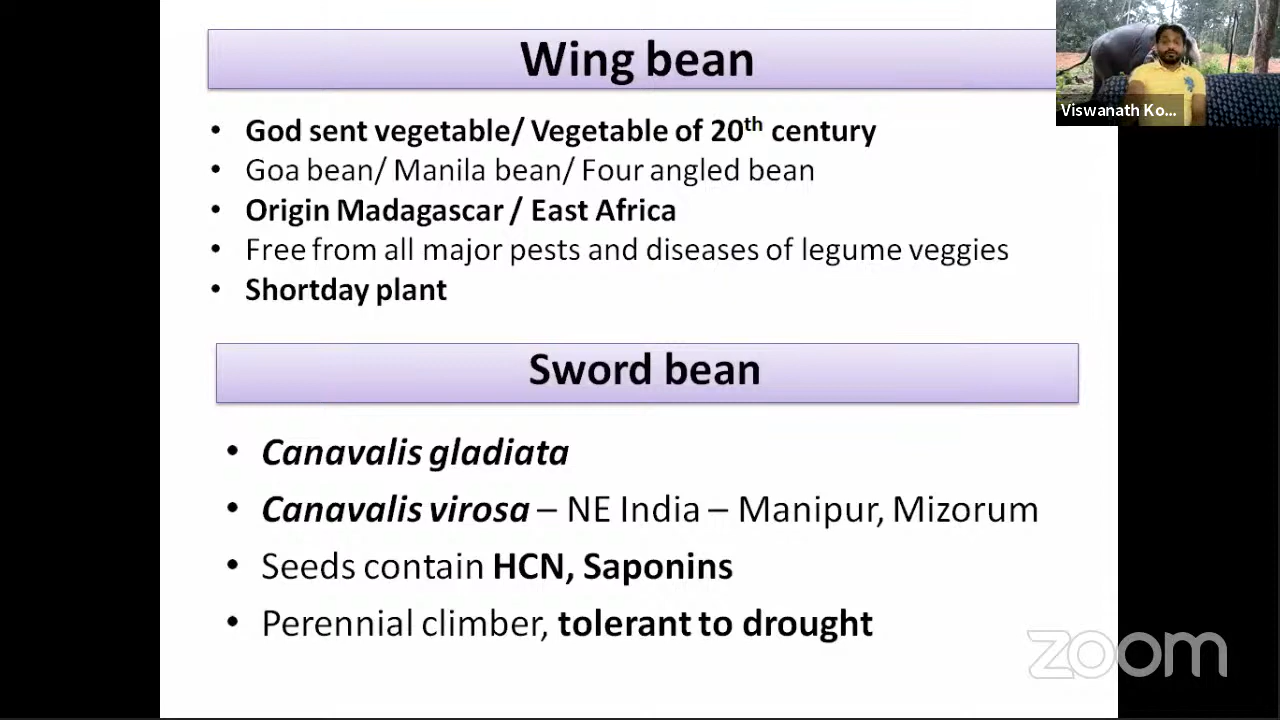 Wing bean
Viswanath Ko...
• God sent vegetable/ Vegetable of 20th century
• Goa bean/ Manila bean/ Four angled bean
• Origin Madagascar / East Africa
• Free from all major pests and diseases of legume veggies
• Shortday plant
Sword bean
• Canavalis gladiata
• Canavalis virosa – NE India – Manipur, Mizorum
• Seeds contain HCN, Saponins
• Perennial climber, tolerant to drought
zoom